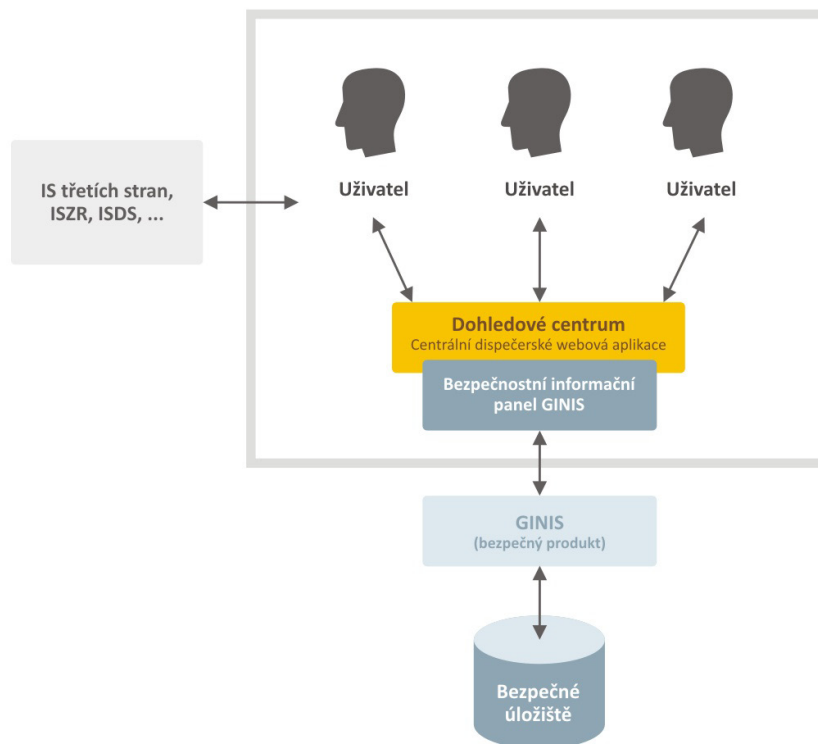 IS třetích stran,
ISZR, ISDS, ...
Uživatel
Uživatel
Uživatel
Dohledové centrum
Centrální dispečerské webová aplikace
Bezpečnostní informační
panel GINIS
GINIS
(bezpečný produkt)
Bezpečné
úložiště